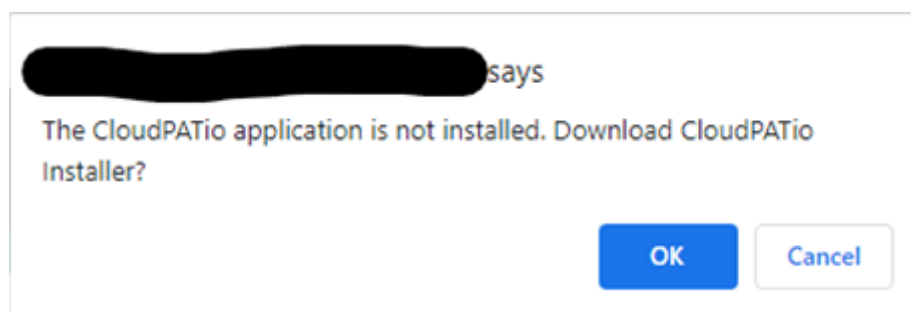 says
The CloudPATio application is not installed. Download CloudPATio
Installer?
OK
Cancel